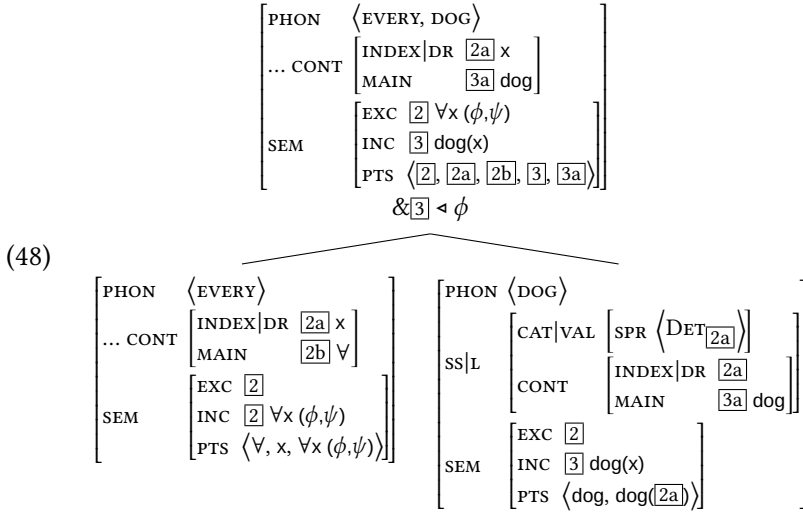 PHON ⟨EVERY, DOG⟩
... CONT [INDEX|DR 2a x
MAIN 3a dog]
SEM [EXC 2 ∀x (ϕ,ψ)
INC 3 dog(x)
PTS ⟨2, 2a, 2b, 3, 3a⟩]
&3 ◃ ϕ
(48)
PHON ⟨EVERY⟩
... CONT [INDEX|DR 2a x
MAIN 2b ∀]
SEM [EXC 2
INC 2 ∀x (ϕ,ψ)
PTS ⟨∀, x, ∀x (ϕ,ψ)⟩]
PHON ⟨DOG⟩
SS|L [CAT|VAL [SPR ⟨DET2a⟩]
CONT [INDEX|DR 2a
MAIN 3a dog]]
SEM [EXC 2
INC 3 dog(x)
PTS ⟨dog, dog(2a)⟩]